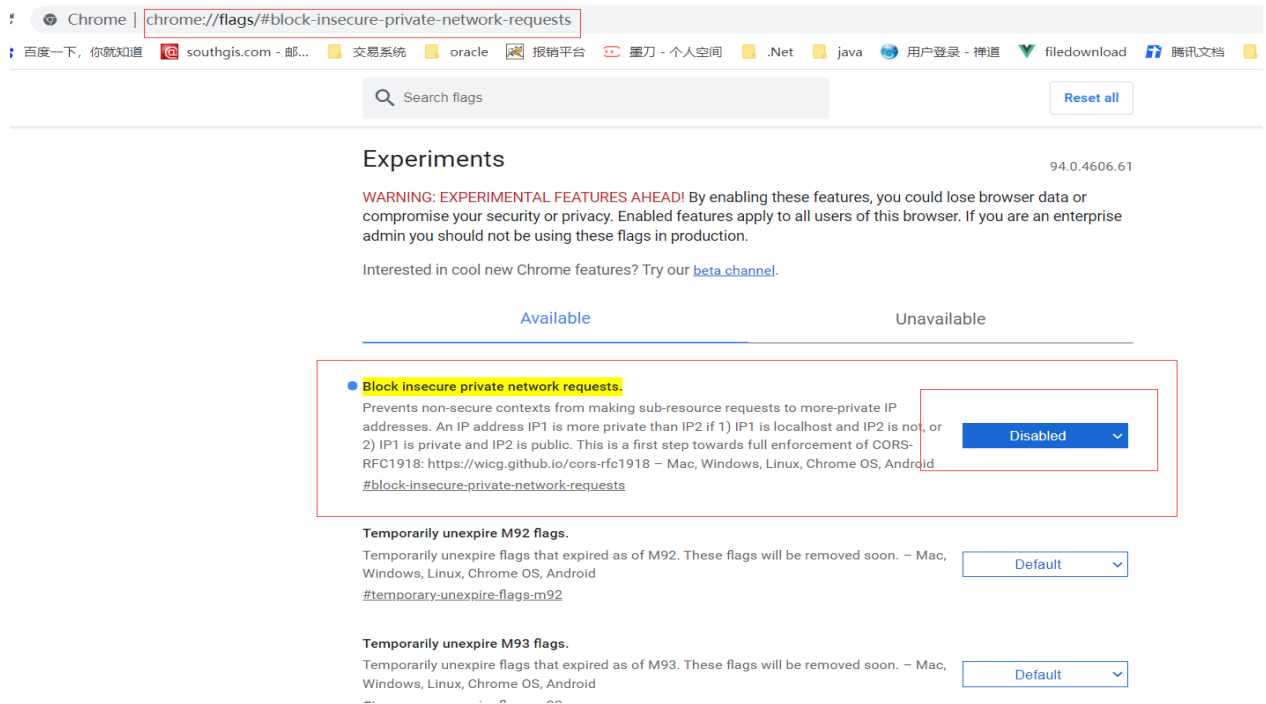 Chrome | chrome://flags/#block-insecure-private-network-requests
百度一下，你就知道 southgis.com - 邮... 交易系统 oracle 报销平台 墨刀 - 个人空间 .Net java 用户登录 - 禅道 filedownload 腾讯文档
Search flags
Reset all
Experiments
94.0.4606.61
WARNING: EXPERIMENTAL FEATURES AHEAD! By enabling these features, you could lose browser data or
compromise your security or privacy. Enabled features apply to all users of this browser. If you are an enterprise
admin you should not be using these flags in production.
Interested in cool new Chrome features? Try our beta channel.
Available
Unavailable
Block insecure private network requests.
Prevents non-secure contexts from making sub-resource requests to more-private IP
addresses. An IP address IP1 is more private than IP2 if 1) IP1 is localhost and IP2 is not, or
2) IP1 is private and IP2 is public. This is a first step towards full enforcement of CORS-
RFC1918: https://wicg.github.io/cors-rfc1918 – Mac, Windows, Linux, Chrome OS, Android
#block-insecure-private-network-requests
Disabled
Temporarily unexpire M92 flags.
Temporarily unexpire flags that expired as of M92. These flags will be removed soon. – Mac,
Windows, Linux, Chrome OS, Android
#temporary-unexpire-flags-m92
Default
Temporarily unexpire M93 flags.
Temporarily unexpire flags that expired as of M93. These flags will be removed soon. – Mac,
Windows, Linux, Chrome OS, Android
Default